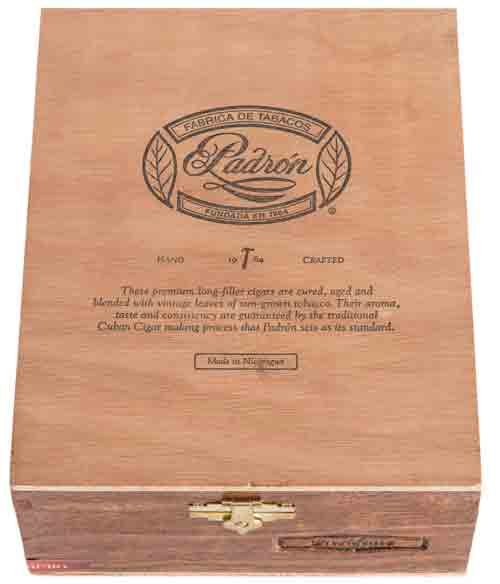 FABRICA DE TABACOS
Padrón
FUNDADA EN 1964
®
HAND 19 64 CRAFTED
These premium long-filler cigars are cured, aged and
blended with vintage leaves of sun-grown tobacco. Their aroma,
taste and consistency are guaranteed by the traditional
Cuban Cigar making process that Padrón sets as its standard.
Made in Nicaragua